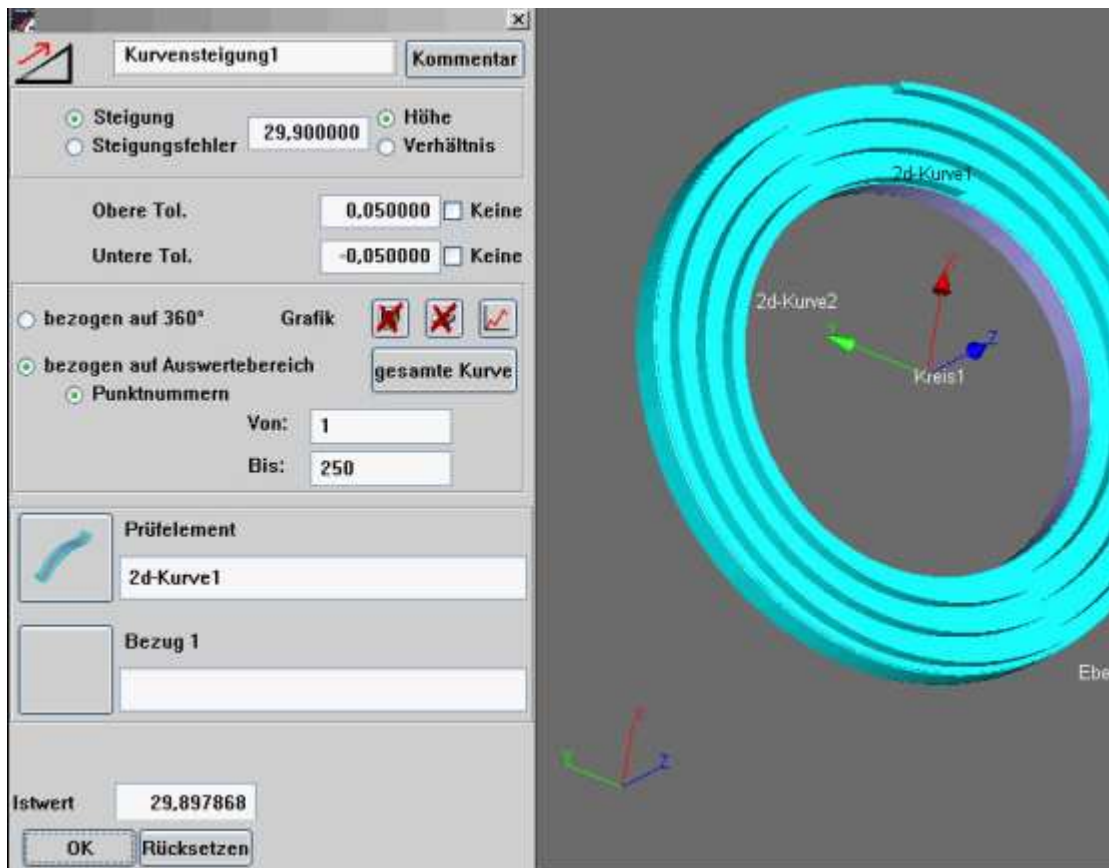 Kurvensteigung1
Kommentar
Steigung
Steigungsfehler
29,900000
Höhe
Verhältnis
Obere Tol.
0,050000
Keine
Untere Tol.
-0,050000
Keine
bezogen auf 360°
Grafik
bezogen auf Auswertebereich
gesamte Kurve
Punktnummern
Von:
1
Bis:
250
Prüfelement
2d-Kurve1
Bezug 1
Istwert
29,897868
OK
Rücksetzen
2d-Kurve1
2d-Kurve2
Z
Kreis1
Ebe
Z